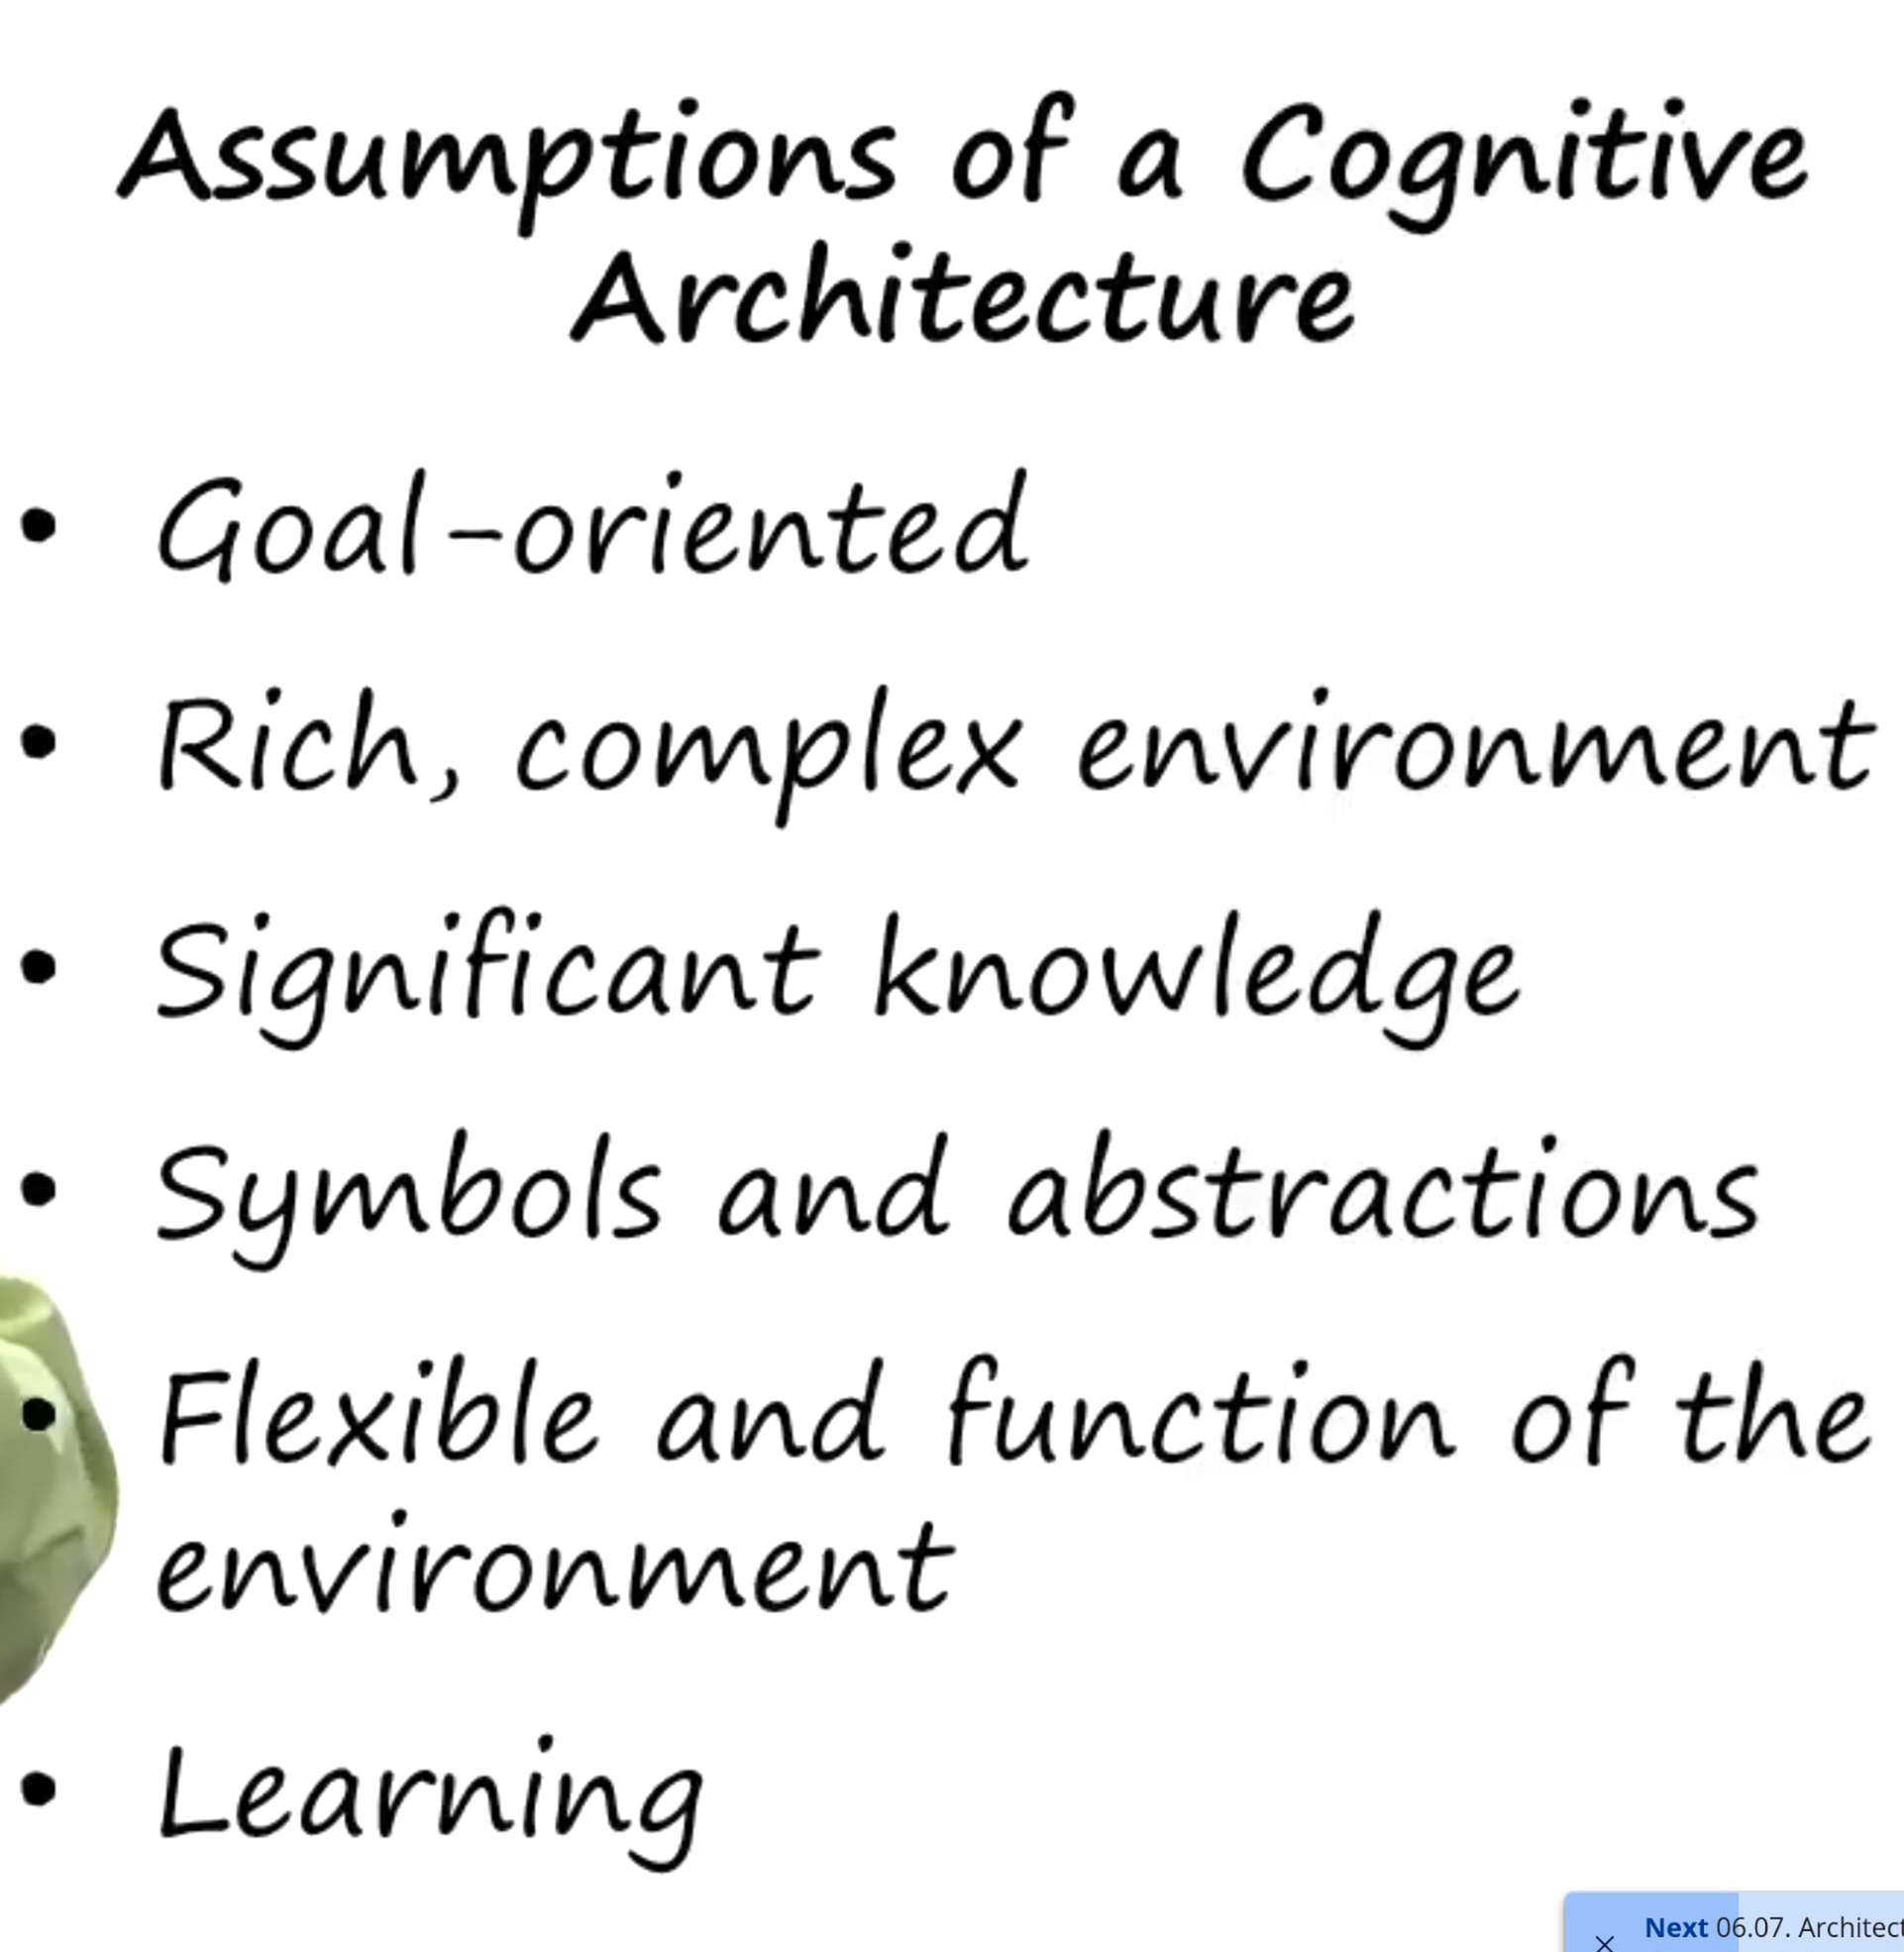 Assumptions of a Cognitive
Architecture
• Goal-oriented
• Rich, complex environment
• Significant knowledge
• Symbols and abstractions
• Flexible and function of the
environment
• Learning
Next 06.07. Architect